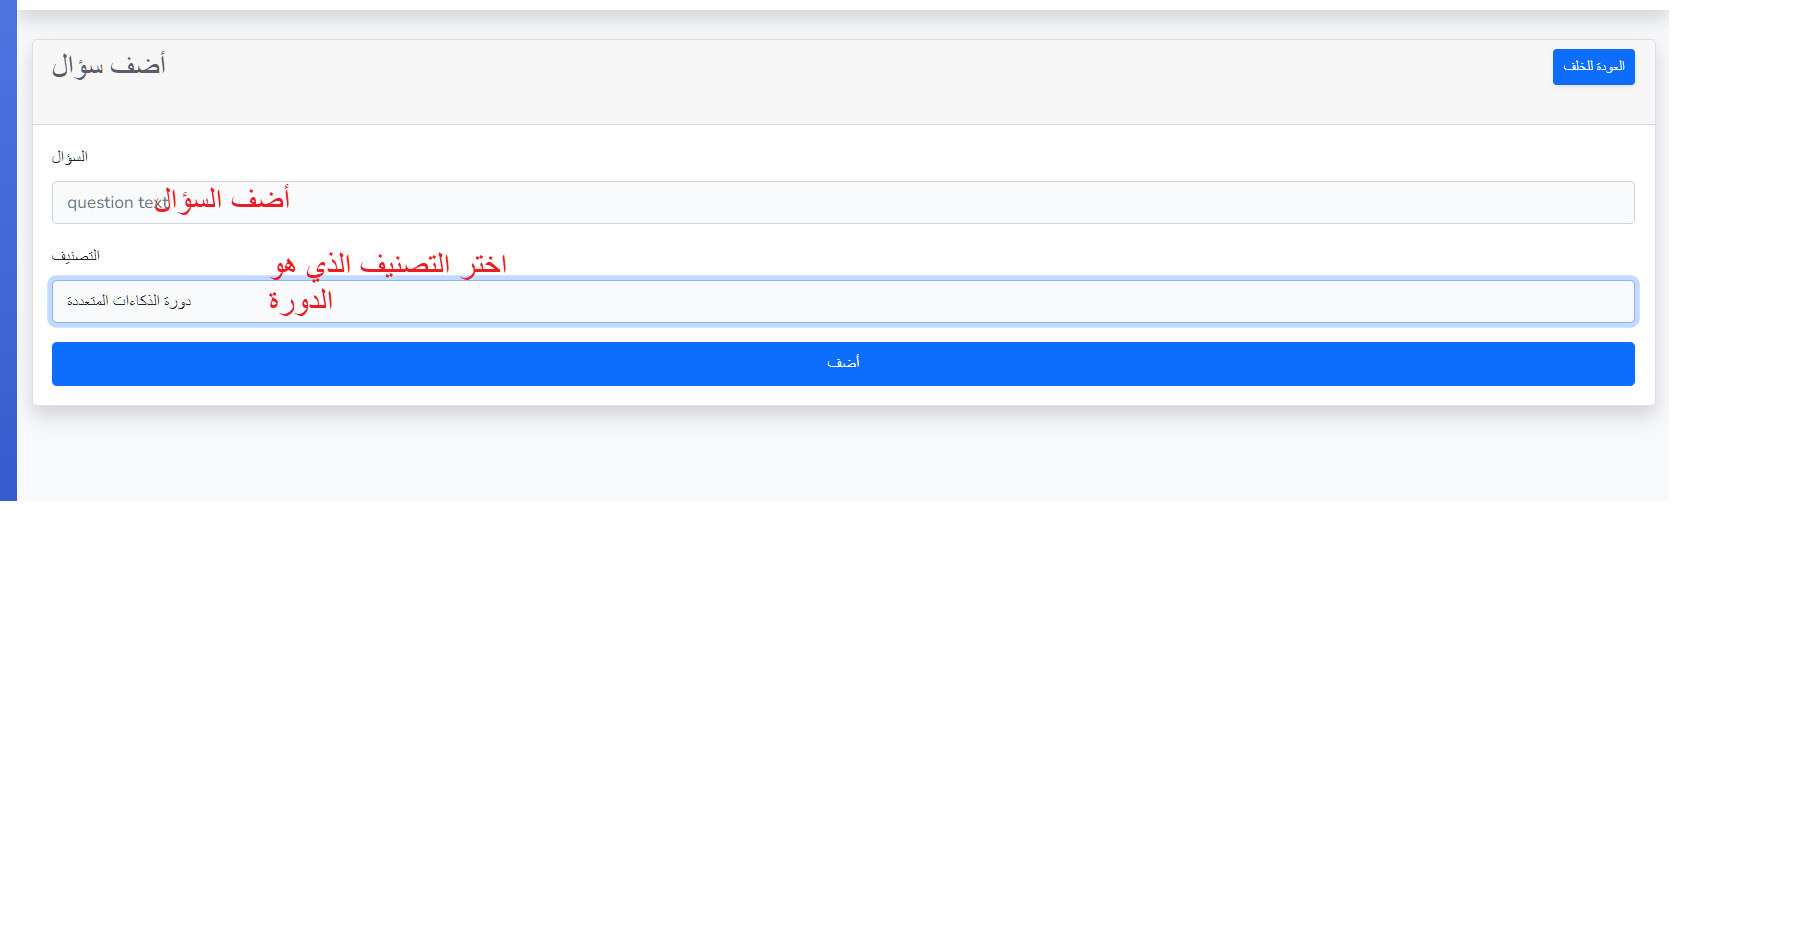 أضف سؤال
العودة للخلف
السؤال
question text
أضف السؤال
التصنيف
اختر التصنيف الذي هو
الدورة
دورة الذكاءات المتعددة
أضف